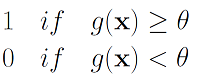 1 if g(x) ≥ θ
0 if g(x) < θ